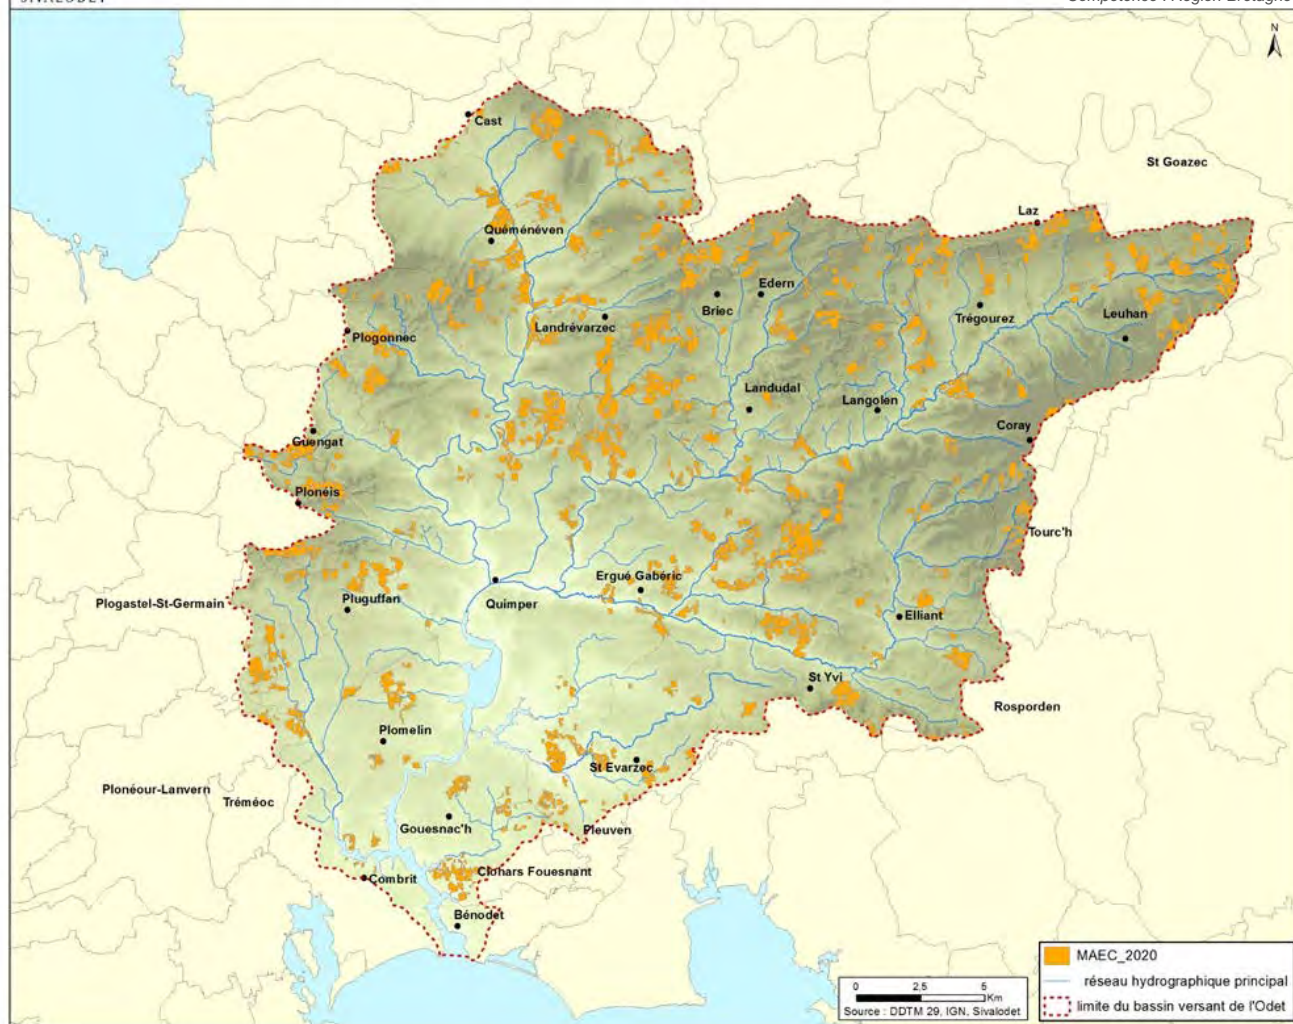 SIVALODET
Compétence : Région Bretagne
N
Cast
St Goazec
Laz
Quéménéven
Edern
Briec
Trégourez
Leuhan
Landrévarzec
Plogonnec
Landudal
Langolen
Coray
Guengat
Plonéis
Tourc'h
Ergué Gabéric
Quimper
Plogastel-St-Germain
Pluguffan
Elliant
St Yvi
Rosporden
Plomelin
St Evarzec
Plonéour-Lanvern
Tréméoc
Gouesnac'h
Pleuven
Clohars Fouesnant
Combrit
Bénodet
MAEC_2020
réseau hydrographique principal
limite du bassin versant de l'Odet
0 2,5 5
Km
Source : DDTM 29, IGN, Sivalodet